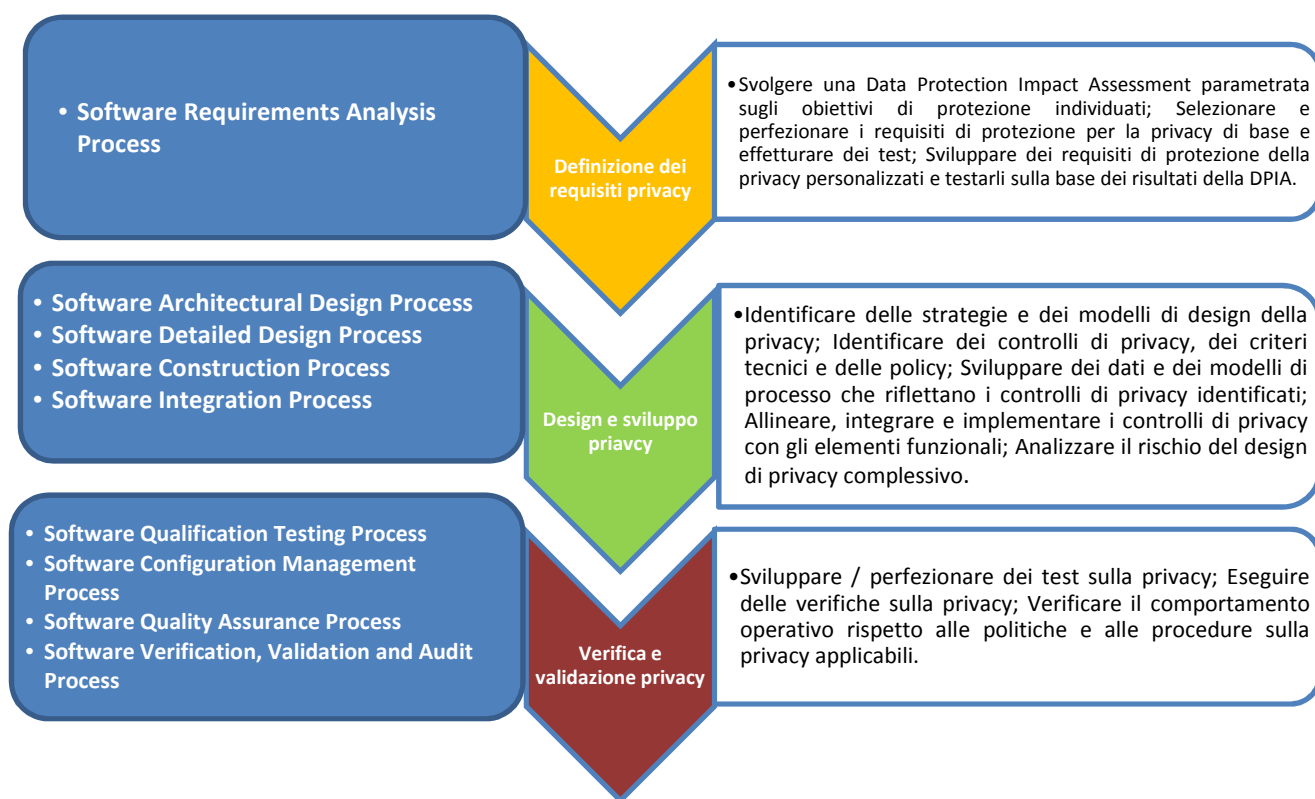 • Software Requirements Analysis
Process
Definizione dei
requisiti privacy
•Svolgere una Data Protection Impact Assessment parametrata
sugli obiettivi di protezione individuati; Selezionare e
perfezionare i requisiti di protezione per la privacy di base e
effetturare dei test; Sviluppare dei requisiti di protezione della
privacy personalizzati e testarli sulla base dei risultati della DPIA.
• Software Architectural Design Process
• Software Detailed Design Process
• Software Construction Process
• Software Integration Process
Design e sviluppo
priavcy
•Identificare delle strategie e dei modelli di design della
privacy; Identificare dei controlli di privacy, dei criteri
tecnici e delle policy; Sviluppare dei dati e dei modelli di
processo che riflettano i controlli di privacy identificati;
Allineare, integrare e implementare i controlli di privacy
con gli elementi funzionali; Analizzare il rischio del design
di privacy complessivo.
• Software Qualification Testing Process
• Software Configuration Management
Process
• Software Quality Assurance Process
• Software Verification, Validation and Audit
Process
Verifica e
validazione privacy
•Sviluppare / perfezionare dei test sulla privacy; Eseguire
delle verifiche sulla privacy; Verificare il comportamento
operativo rispetto alle politiche e alle procedure sulla
privacy applicabili.